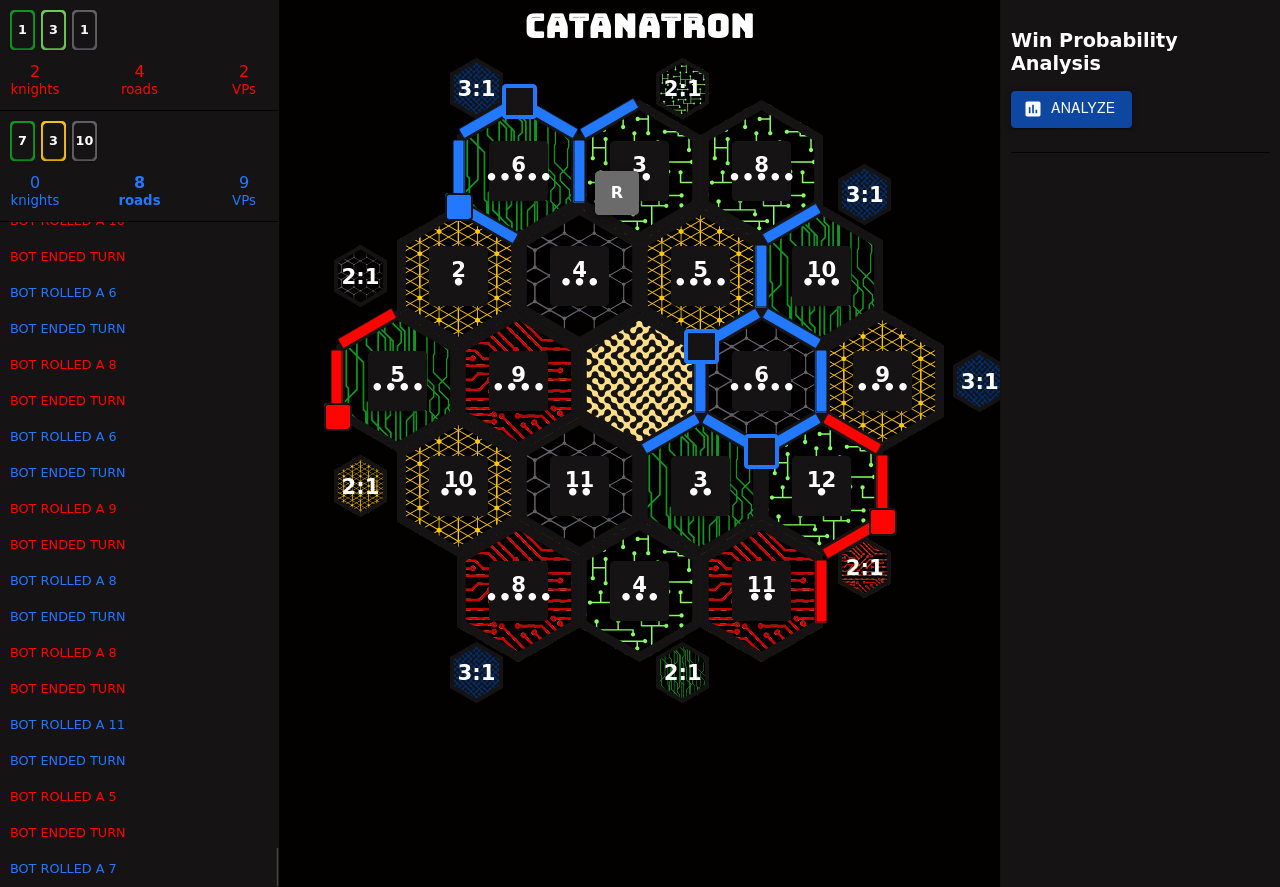 1 3 1
2 4 2
knights roads VPs
7 3 10
0 8 9
knights roads VPs
BOT ENDED TURN
BOT ROLLED A 6
BOT ENDED TURN
BOT ROLLED A 8
BOT ENDED TURN
BOT ROLLED A 6
BOT ENDED TURN
BOT ROLLED A 9
BOT ENDED TURN
BOT ROLLED A 8
BOT ENDED TURN
BOT ROLLED A 8
BOT ENDED TURN
BOT ROLLED A 11
BOT ENDED TURN
BOT ROLLED A 5
BOT ENDED TURN
BOT ROLLED A 7
CATANATRON
3:1 2:1
6 3 8
R
3:1
2:1 2 4 5 10
5 9 6 9 3:1
2:1 10 11 3 12
8 4 11 2:1
3:1 2:1
Win Probability
Analysis
ANALYZE